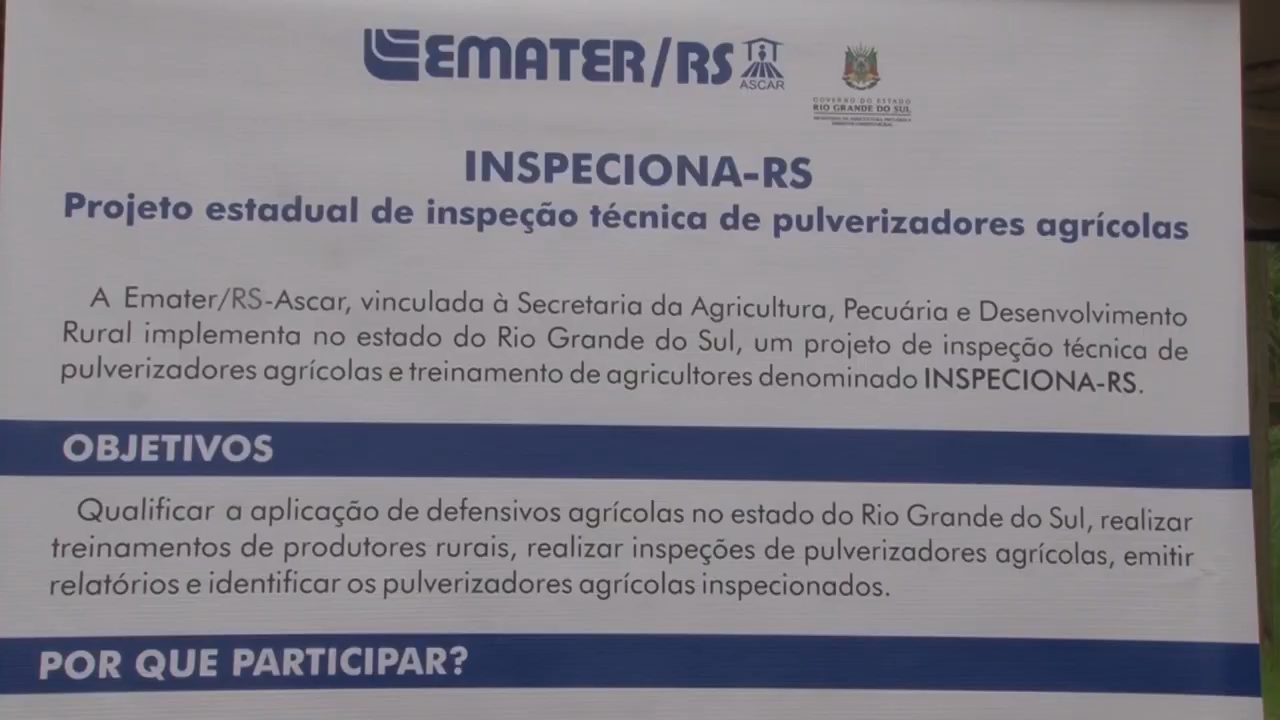 EMATER/RS
ASCAR
GOVERNO DO ESTADO
RIO GRANDE DO SUL
INSPECIONA-RS
Projeto estadual de inspeção técnica de pulverizadores agrícolas
A Emater/RS-Ascar, vinculada à Secretaria da Agricultura, Pecuária e Desenvolvimento
Rural implementa no estado do Rio Grande do Sul, um projeto de inspeção técnica de
pulverizadores agrícolas e treinamento de agricultores denominado INSPECIONA-RS.
OBJETIVOS
Qualificar a aplicação de defensivos agrícolas no estado do Rio Grande do Sul, realizar
treinamentos de produtores rurais, realizar inspeções de pulverizadores agrícolas, emitir
relatórios e identificar os pulverizadores agrícolas inspecionados.
POR QUE PARTICIPAR?